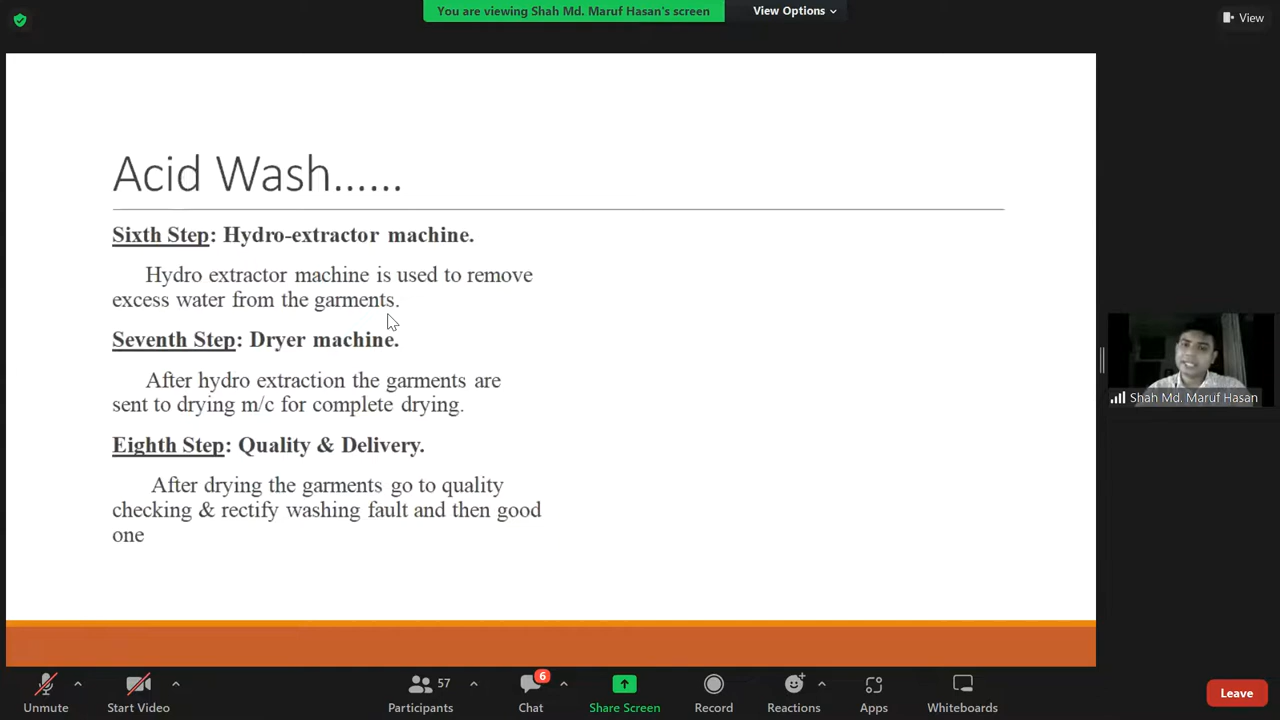 You are viewing Shah Md. Maruf Hasan's screen
View Options
View
Acid Wash......
Sixth Step: Hydro-extractor machine.
Hydro extractor machine is used to remove
excess water from the garments.
Seventh Step: Dryer machine.
After hydro extraction the garments are
sent to drying m/c for complete drying.
Eighth Step: Quality & Delivery.
After drying the garments go to quality
checking & rectify washing fault and then good
one
Shah Md. Maruf Hasan
57
6
Unmute
Start Video
Participants
Chat
Share Screen
Record
Reactions
Apps
Whiteboards
Leave